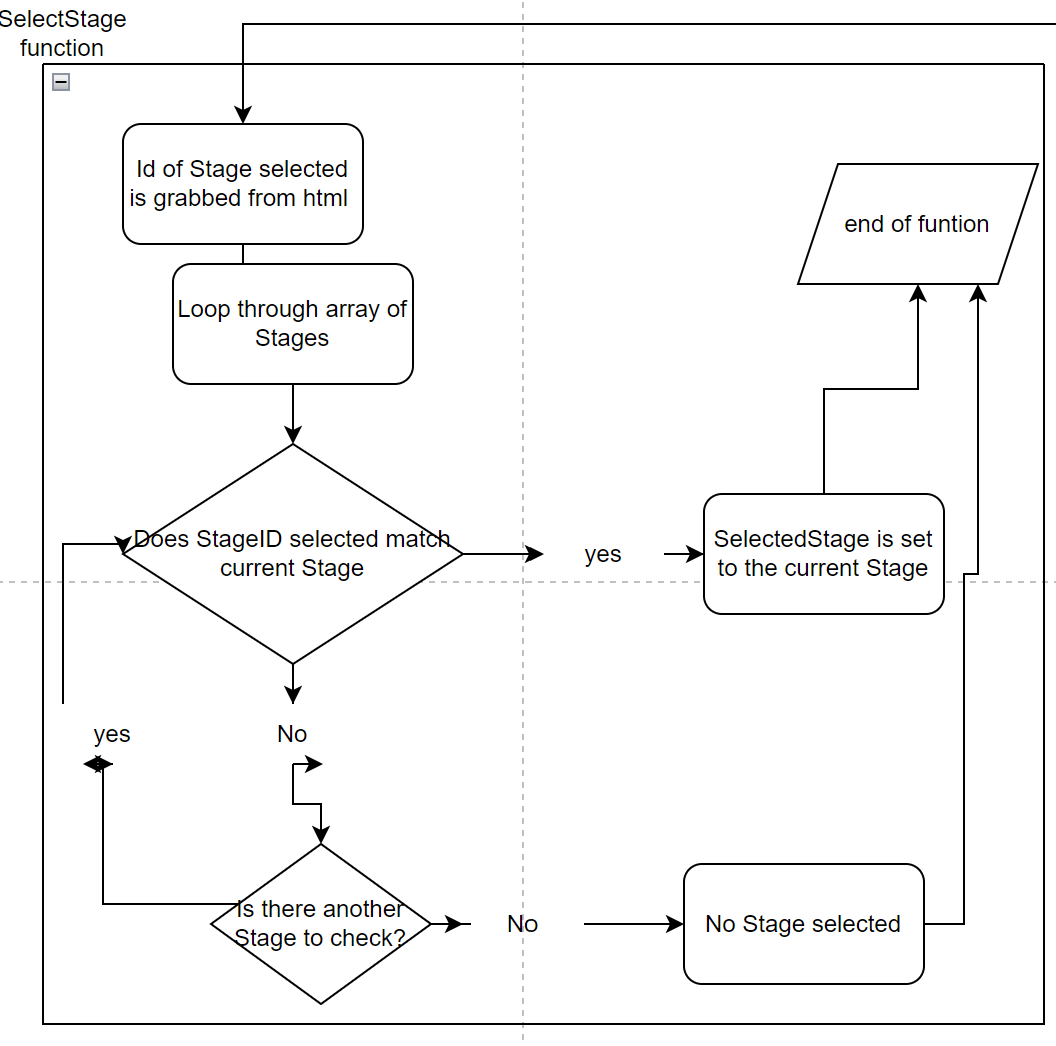 SelectStage
function
Id of Stage selected
is grabbed from html
end of funtion
Loop through array of
Stages
Does StageID selected match
current Stage
yes
SelectedStage is set
to the current Stage
yes
No
Is there another
Stage to check?
No
No Stage selected